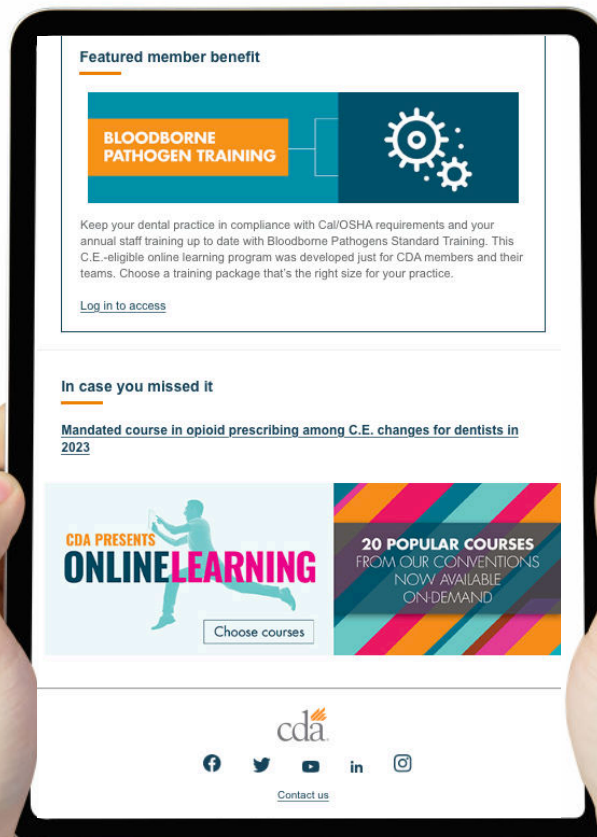 Featured member benefit
BLOODBORNE
PATHOGEN TRAINING
Keep your dental practice in compliance with Cal/OSHA requirements and your
annual staff training up to date with Bloodborne Pathogens Standard Training. This
C.E.-eligible online learning program was developed just for CDA members and their
teams. Choose a training package that's the right size for your practice.
Log in to access
In case you missed it
Mandated course in opioid prescribing among C.E. changes for dentists in
2023
CDA PRESENTS
ONLINELEARNING
Choose courses
20 POPULAR COURSES
FROM OUR CONVENTIONS
NOW AVAILABLE
ON-DEMAND
cda.
in
Contact us